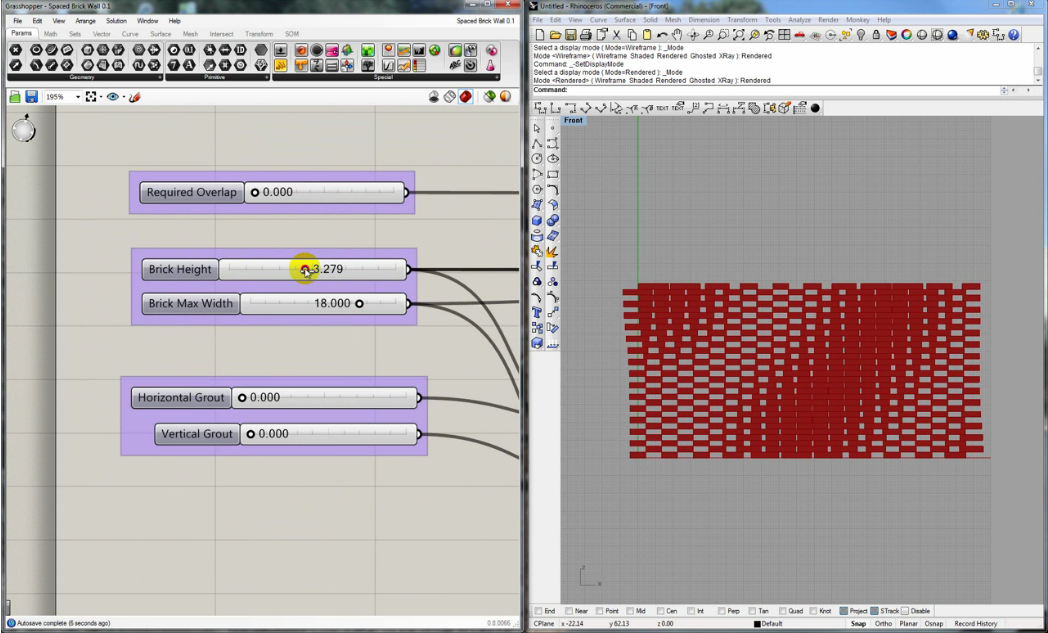 Grasshopper - Spaced Brick Wall 0.1
File Edit View Arrange Solution Window Help
Spaced Brick Wall 0.1
Params Math Sets Vector Curve Surface Mesh Intersect Transform SOM
Geometry Primitive Special
195%
Required Overlap 0.000
Brick Height 3.279
Brick Max Width 18.000
Horizontal Grout 0.000
Vertical Grout 0.000
Autosave complete (6 seconds ago)
0.8.0066
Untitled - Rhinoceros (Commercial) - [Front]
File Edit View Curve Surface Solid Mesh Dimension Transform Tools Analyze Render Monkey Help
Select a display mode ( Mode=Wireframe ): _Mode
Mode <Wireframe> ( Wireframe Shaded Rendered Ghosted XRay ): Rendered
Command: _-SetDisplayMode
Select a display mode ( Mode=Rendered ): _Mode
Mode <Rendered> ( Wireframe Shaded Rendered Ghosted XRay ): Rendered
Command:
TEXT TEXT
Front
z
x
End Near Point Mid Cen Int Perp Tan Quad Knot Project STrack Disable
CPlane x -22.14 y 62.13 z 0.00 Default Snap Ortho Planar Osnap Record History